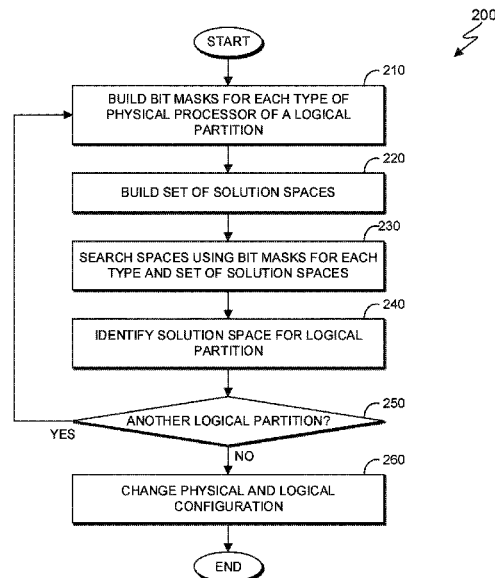 200
START
210
BUILD BIT MASKS FOR EACH TYPE OF
PHYSICAL PROCESSOR OF A LOGICAL
PARTITION
220
BUILD SET OF SOLUTION SPACES
230
SEARCH SPACES USING BIT MASKS FOR EACH
TYPE AND SET OF SOLUTION SPACES
240
IDENTIFY SOLUTION SPACE FOR LOGICAL
PARTITION
250
ANOTHER LOGICAL PARTITION?
YES
NO
260
CHANGE PHYSICAL AND LOGICAL
CONFIGURATION
END